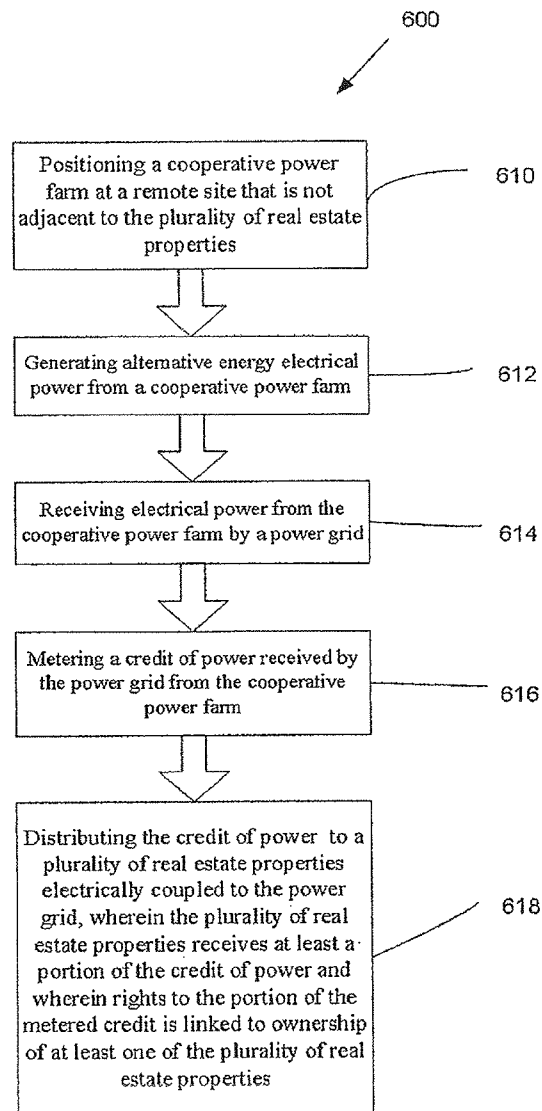 600
Positioning a cooperative power
farm at a remote site that is not
adjacent to the plurality of real estate
properties
610
Generating alternative energy electrical
power from a cooperative power farm
612
Receiving electrical power from the
cooperative power farm by a power grid
614
Metering a credit of power received by
the power grid from the cooperative
power farm
616
Distributing the credit of power to a
plurality of real estate properties
electrically coupled to the power
grid, wherein the plurality of real
estate properties receives at least a
portion of the credit of power and
wherein rights to the portion of the
metered credit is linked to ownership
of at least one of the plurality of real
estate properties
618